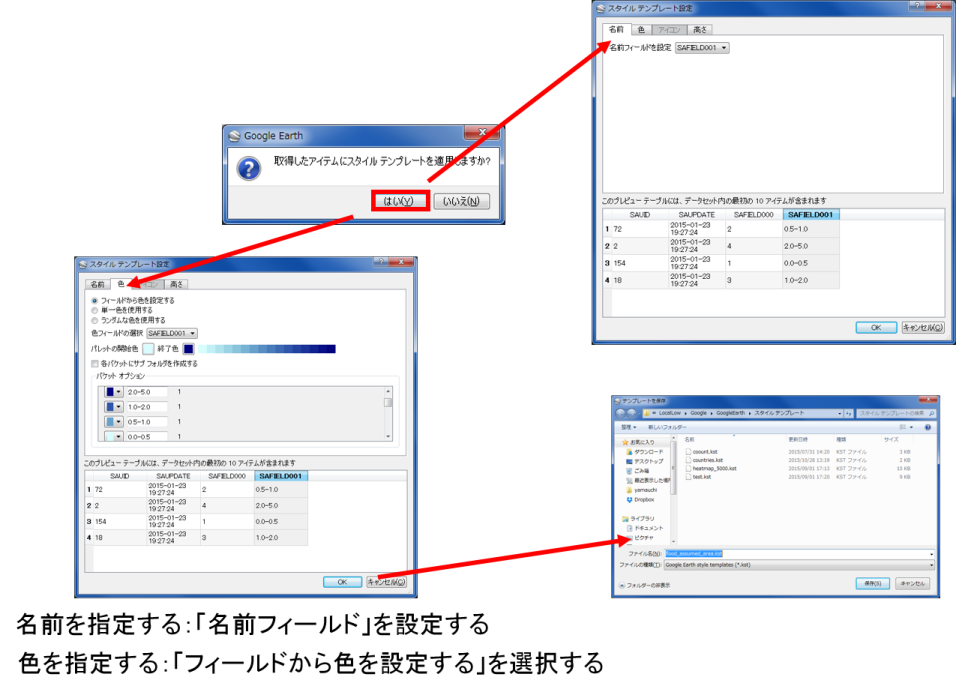 スタイル テンプレート設定
名前 色 アイコン 高さ
名前フィールドを設定 SAFIELD001
このプレビュー テーブルには、データセット内の最初の 10 アイテムが含まれます
SAUID SAUPDATE SAFIELD000 SAFIELD001
1 72 2015-01-23 19:27:24 2 0.5-1.0
2 2 2015-01-23 19:27:24 4 2.0-5.0
3 154 2015-01-23 19:27:24 1 0.0-0.5
4 18 2015-01-23 19:27:24 3 1.0-2.0
OK キャンセル(C)
Google Earth
取得したアイテムにスタイル テンプレートを適用しますか?
はい(Y) いいえ(N)
スタイル テンプレート設定
名前 色 アイコン 高さ
フィールドから色を設定する
単一色を使用する
ランダムな色を使用する
色フィールドの選択 SAFIELD001
パレットの開始色 終了色
各バケットにサブ フォルダを作成する
バケット オプション
2.0-5.0 1
1.0-2.0 1
0.5-1.0 1
0.0-0.5 1
このプレビュー テーブルには、データセット内の最初の 10 アイテムが含まれます
SAUID SAUPDATE SAFIELD000 SAFIELD001
1 72 2015-01-23 19:27:24 2 0.5-1.0
2 2 2015-01-23 19:27:24 4 2.0-5.0
3 154 2015-01-23 19:27:24 1 0.0-0.5
4 18 2015-01-23 19:27:24 3 1.0-2.0
OK キャンセル(C)
テンプレートを保存
LocalLow Google GoogleEarth スタイル テンプレート スタイル テンプレートの検索
整理 新しいフォルダー
名前 更新日時 種類 サイズ
お気に入り
ダウンロード
デスクトップ
ごみ箱
最近表示した場所
yamauchi
Dropbox
ライブラリ
ドキュメント
ピクチャ
coount.kst 2015/07/31 14:20 KST ファイル 3 KB
countries.kst 2015/10/28 13:19 KST ファイル 2 KB
heatmap_5000.kst 2015/09/01 17:13 KST ファイル 10 KB
test.kst 2015/09/01 17:20 KST ファイル 9 KB
ファイル名(N): flood_assumed_area.kst
ファイルの種類(T): Google Earth style templates (*.kst)
フォルダーの非表示 保存(S) キャンセル
名前を指定する:「名前フィールド」を設定する
色を指定する:「フィールドから色を設定する」を選択する